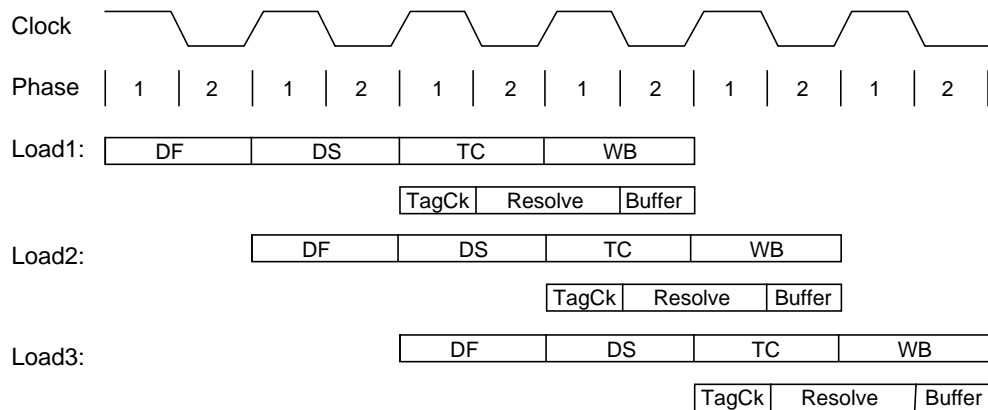 Clock
Phase 1 2 1 2 1 2 1 2 1 2 1 2
Load1: DF DS TC WB
TagCk Resolve Buffer
Load2: DF DS TC WB
TagCk Resolve Buffer
Load3: DF DS TC WB
TagCk Resolve Buffer